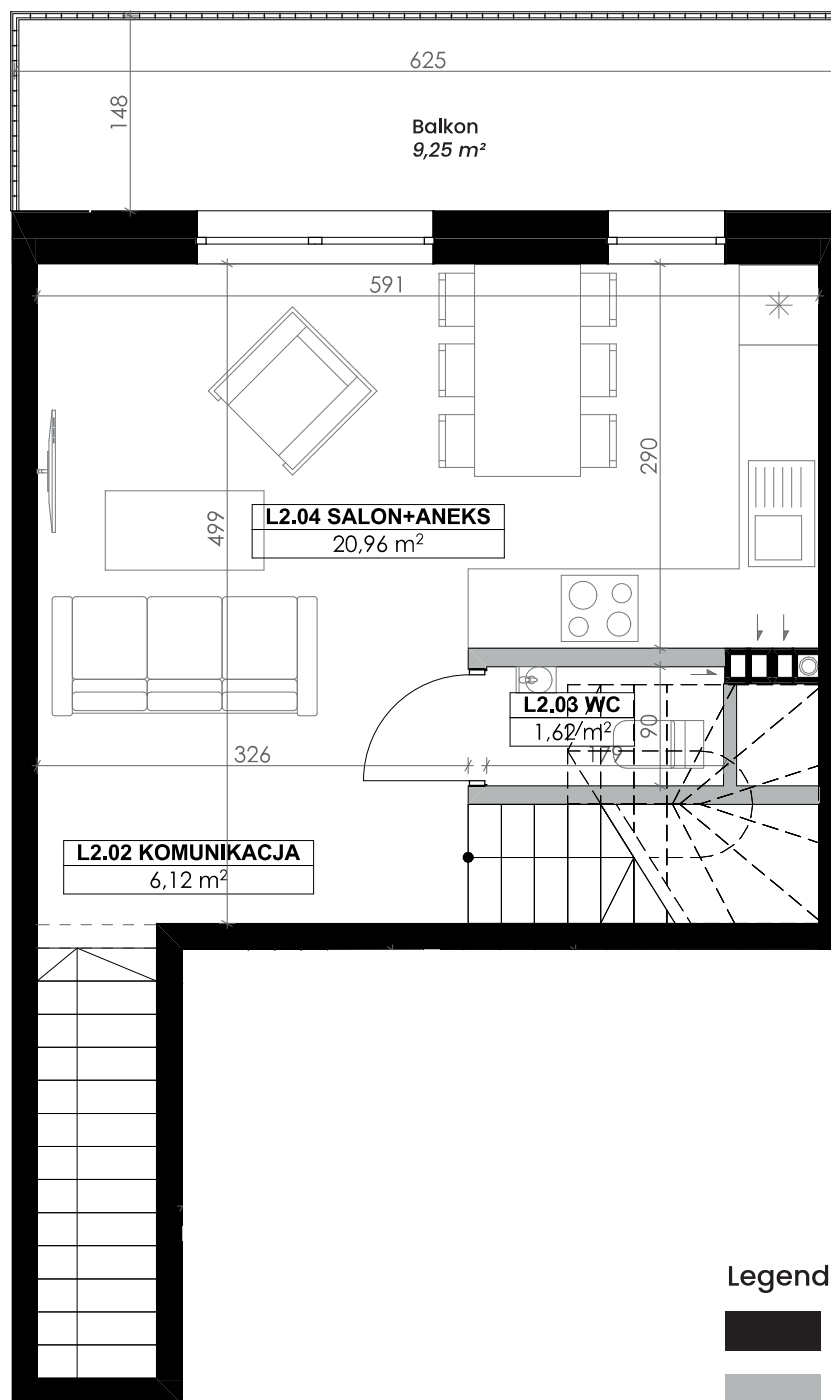 625
148
Balkon
9,25 m²
591
290
499
L2.04 SALON+ANEKS
20,96 m²
L2.03 WC
1,62 m²
90
179
326
L2.02 KOMUNIKACJA
6,12 m²
Legend